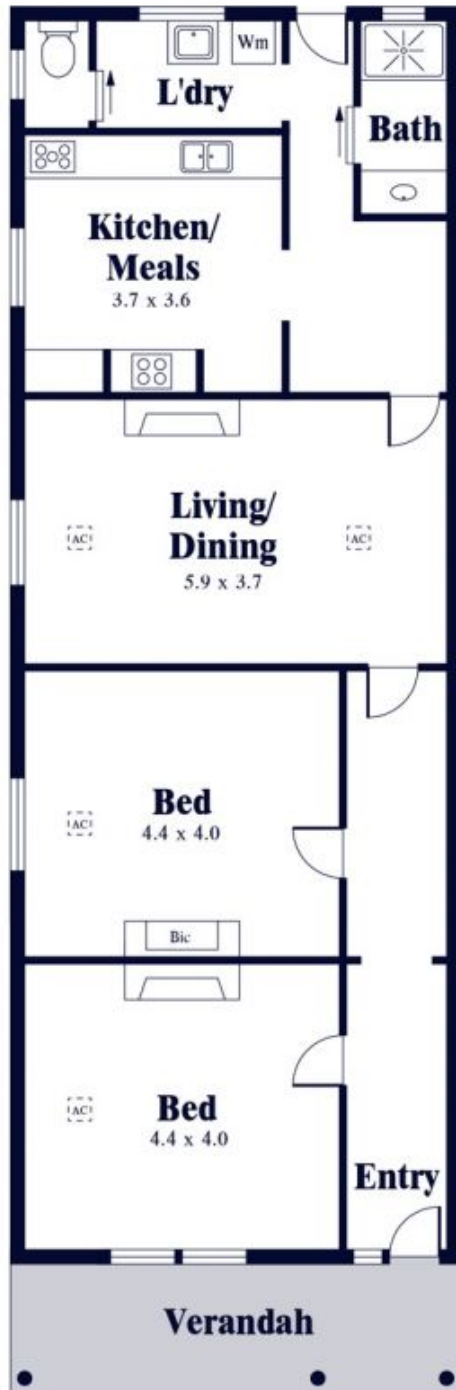 Wm
L'dry
Bath
Kitchen/
Meals
3.7 x 3.6
Living/
Dining
AC
AC
5.9 x 3.7
Bed
AC
4.4 x 4.0
Bic
Bed
AC
4.4 x 4.0
Entry
Verandah